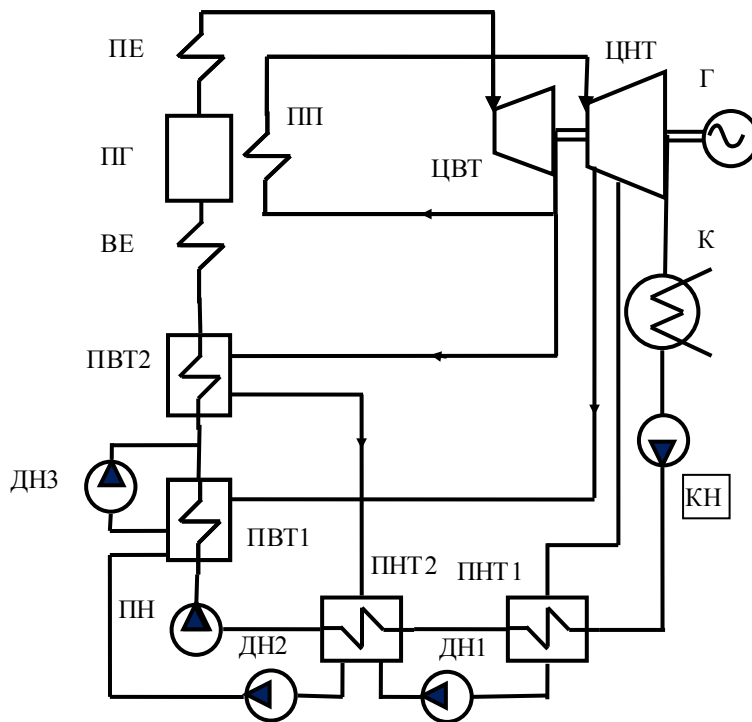 ПЕ
ЦНТ
Г
ПП
ПГ
ЦВТ
ВЕ
К
ПВТ2
ДН3
КН
ПВТ1
ПНТ2
ПНТ1
ПН
ДН2
ДН1